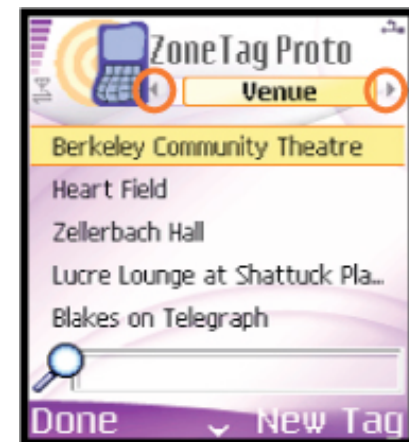 ZoneTag Proto
Venue
Berkeley Community Theatre
Heart Field
Zellerbach Hall
Lucre Lounge at Shattuck Pla...
Blakes on Telegraph
Done New Tag